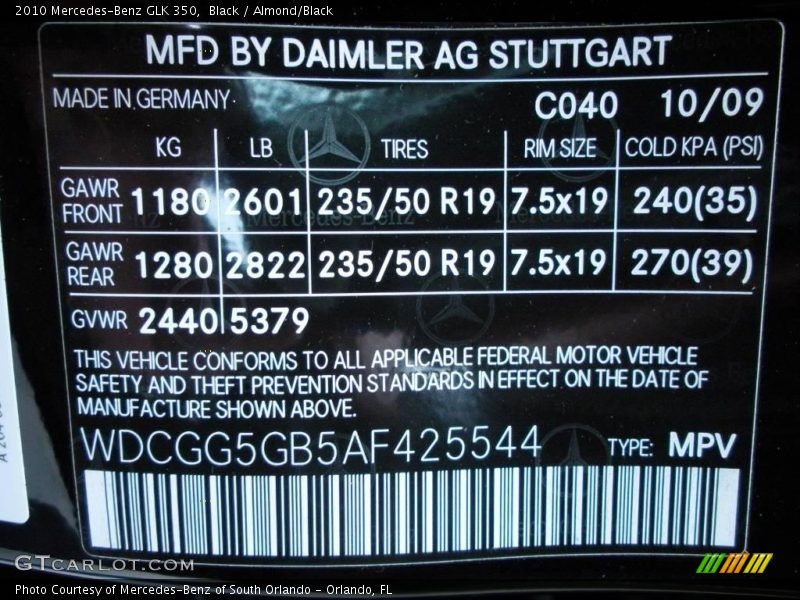 2010 Mercedes-Benz GLK 350,  Black / Almond/Black
MFD BY DAIMLER AG STUTTGART
MADE IN GERMANY C040 10/09
KG LB TIRES RIM SIZE COLD KPA (PSI)
GAWR FRONT 1180 2601 235/50 R19 7.5x19 240(35)
GAWR REAR 1280 2822 235/50 R19 7.5x19 270(39)
GVWR 2440 5379
THIS VEHICLE CONFORMS TO ALL APPLICABLE FEDERAL MOTOR VEHICLE
SAFETY AND THEFT PREVENTION STANDARDS IN EFFECT ON THE DATE OF
MANUFACTURE SHOWN ABOVE.
WDCGG5GB5AF425544 TYPE: MPV
GTCARLOT.COM
Photo Courtesy of Mercedes-Benz of South Orlando - Orlando, FL